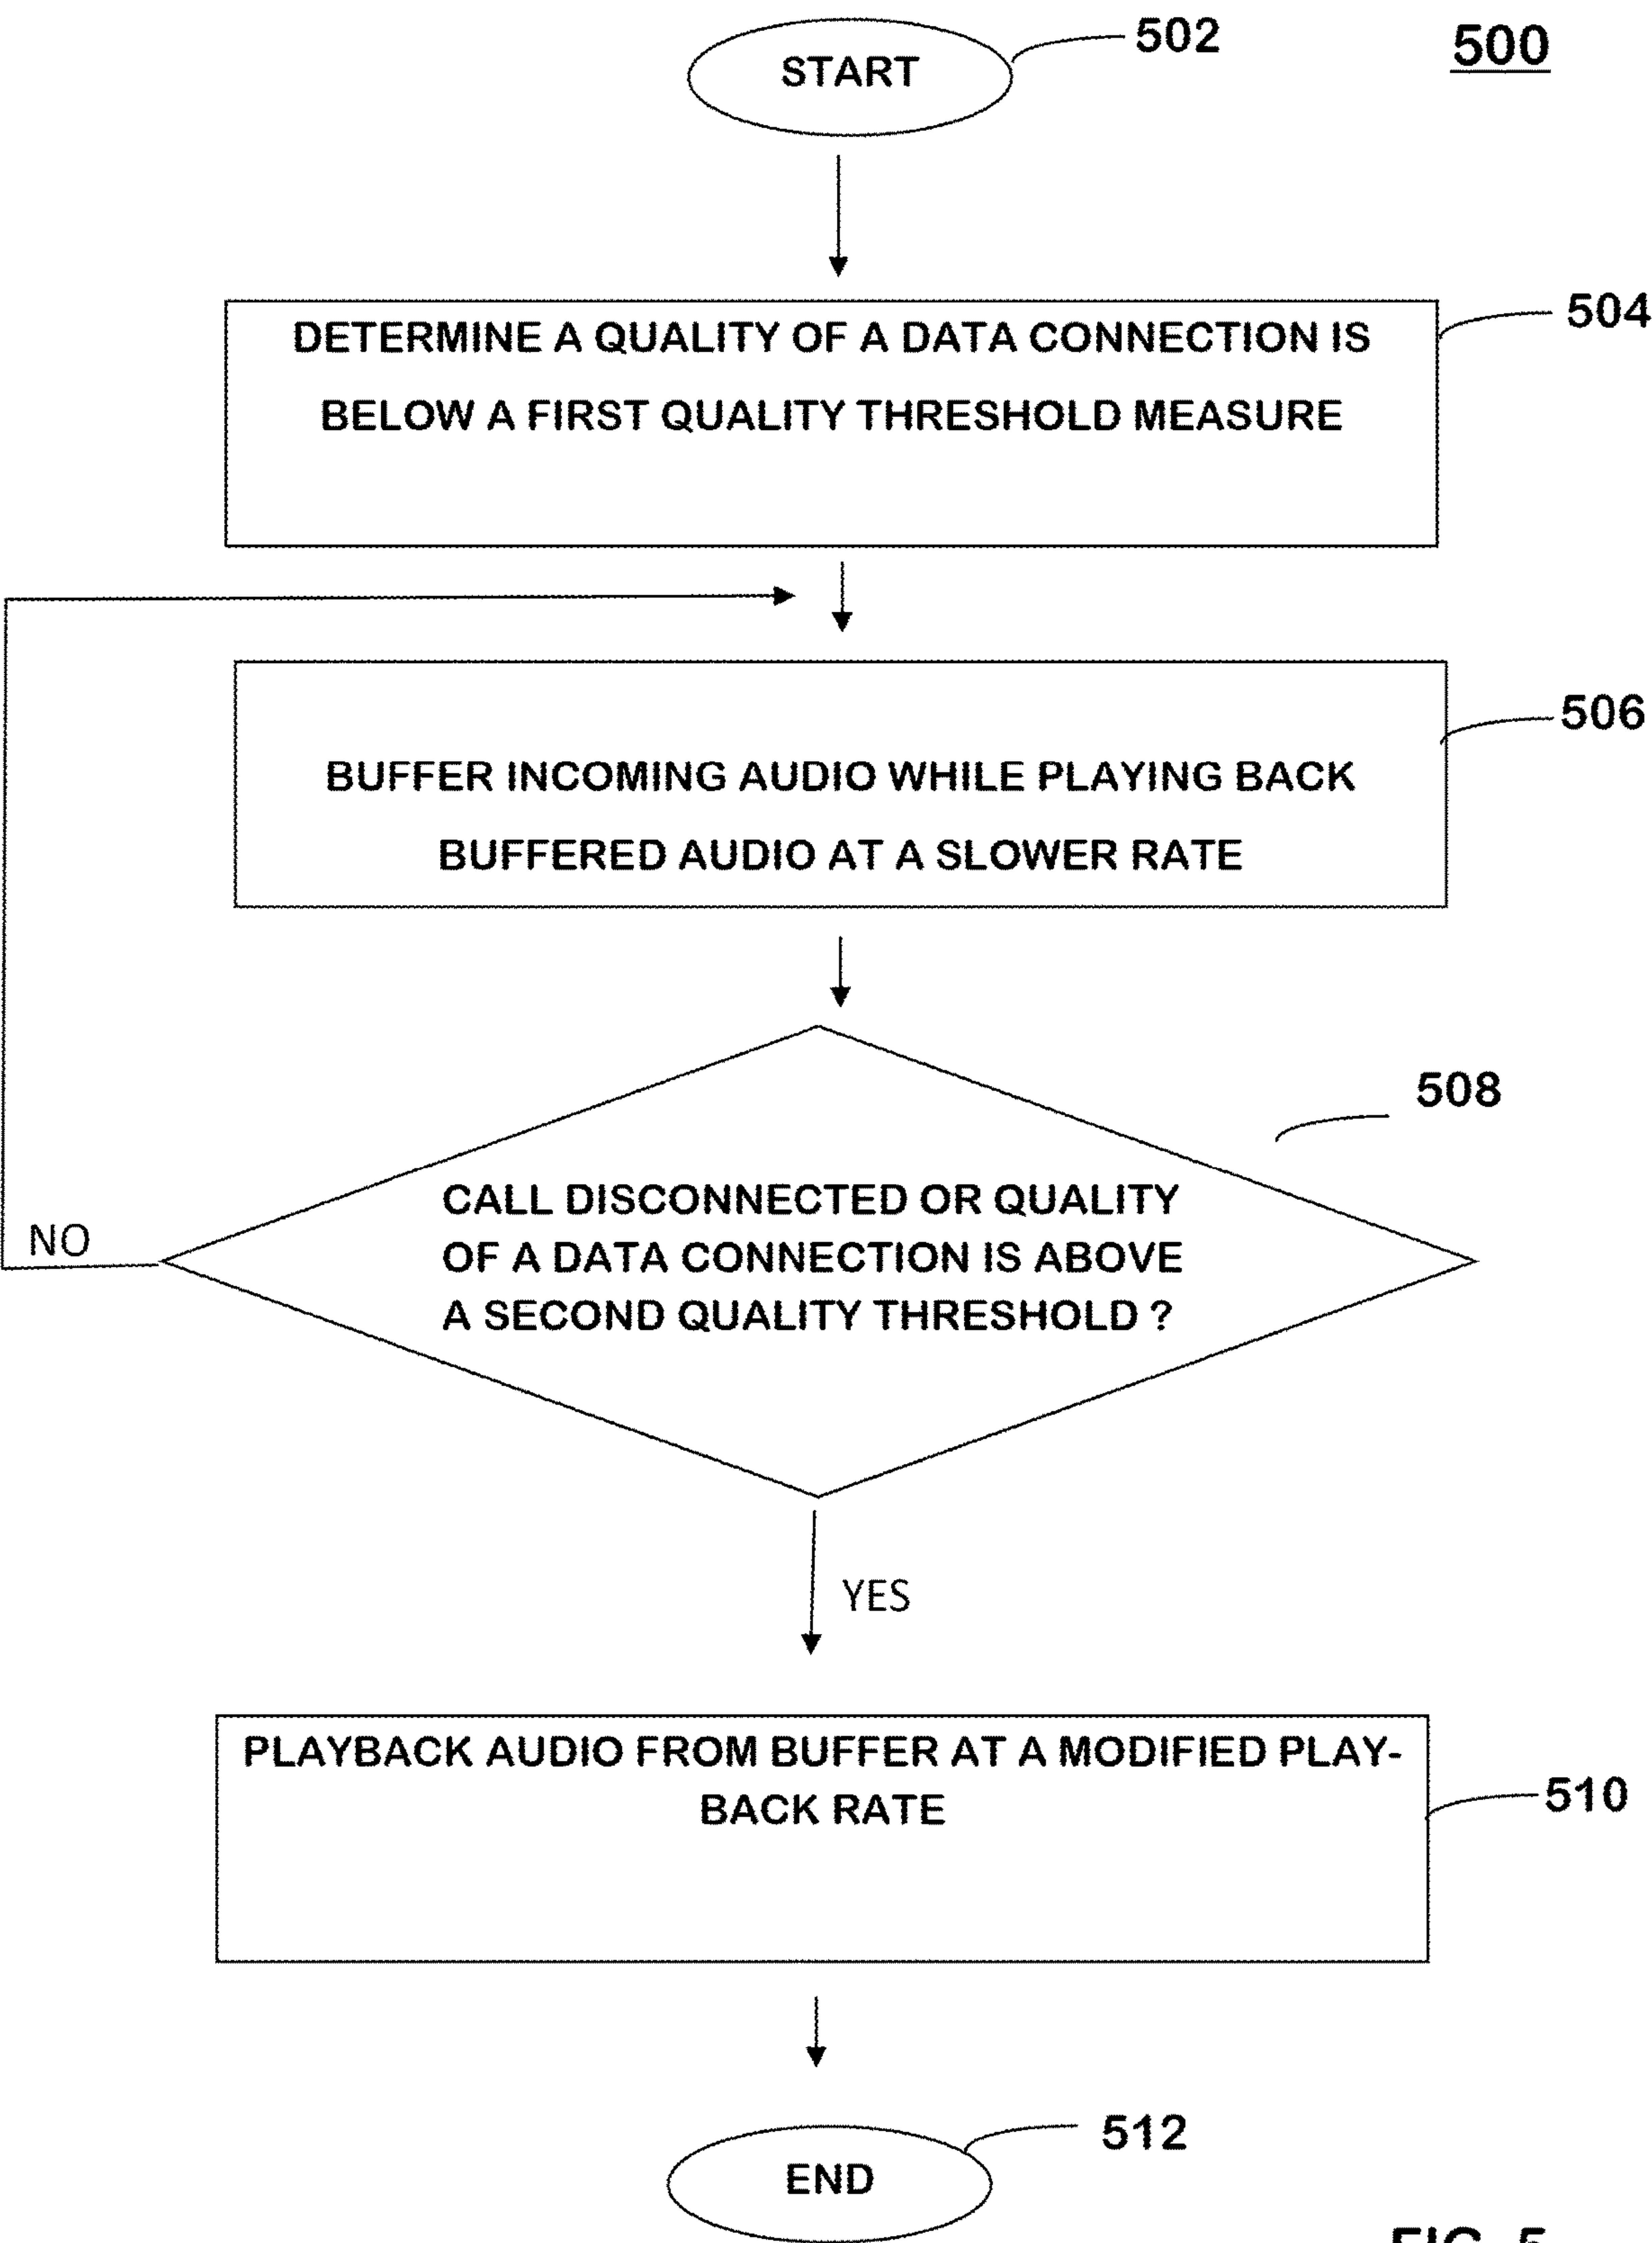 START
502
500
DETERMINE A QUALITY OF A DATA CONNECTION IS
BELOW A FIRST QUALITY THRESHOLD MEASURE
504
BUFFER INCOMING AUDIO WHILE PLAYING BACK
BUFFERED AUDIO AT A SLOWER RATE
506
508
CALL DISCONNECTED OR QUALITY
OF A DATA CONNECTION IS ABOVE
A SECOND QUALITY THRESHOLD ?
NO
YES
PLAYBACK AUDIO FROM BUFFER AT A MODIFIED PLAY-
BACK RATE
510
END
512
FIG. 5